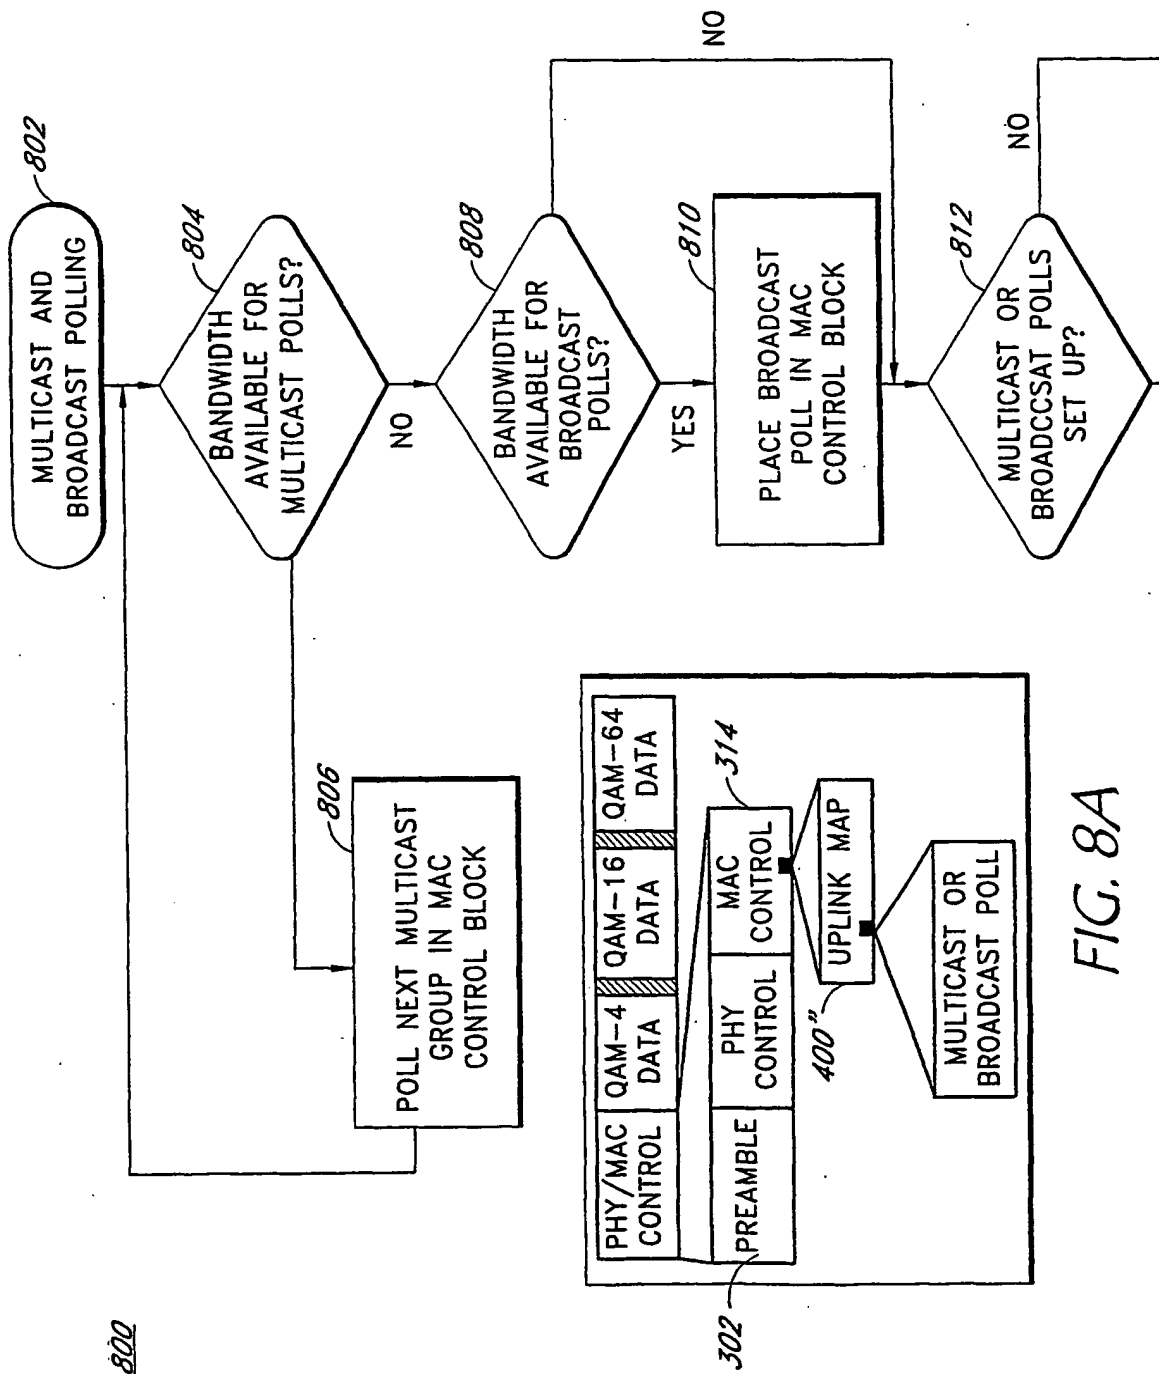 800
MULTICAST AND
BROADCAST POLLING
802
BANDWIDTH
AVAILABLE FOR
MULTICAST POLLS?
804
POLL NEXT MULTICAST
GROUP IN MAC
CONTROL BLOCK
806
NO
BANDWIDTH
AVAILABLE FOR
BROADCAST
POLLS?
808
NO
YES
PLACE BROADCAST
POLL IN MAC
CONTROL BLOCK
810
MULTICAST OR
BROADCCSAT POLLS
SET UP?
812
NO
PHY/MAC
CONTROL
QAM-4
DATA
QAM-16
DATA
QAM-64
DATA
302
PREAMBLE
PHY
CONTROL
MAC
CONTROL
314
400"
UPLINK MAP
MULTICAST OR
BROADCAST POLL
FIG. 8A